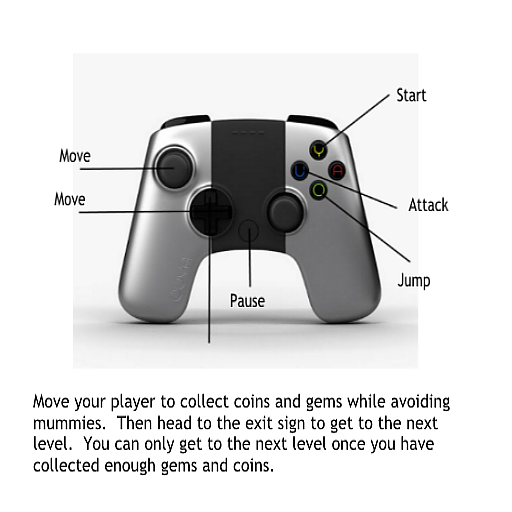 Start
Y
Move
U
A
Move
Attack
O
Jump
Pause
OUYA
Move your player to collect coins and gems while avoiding
mummies. Then head to the exit sign to get to the next
level. You can only get to the next level once you have
collected enough gems and coins.